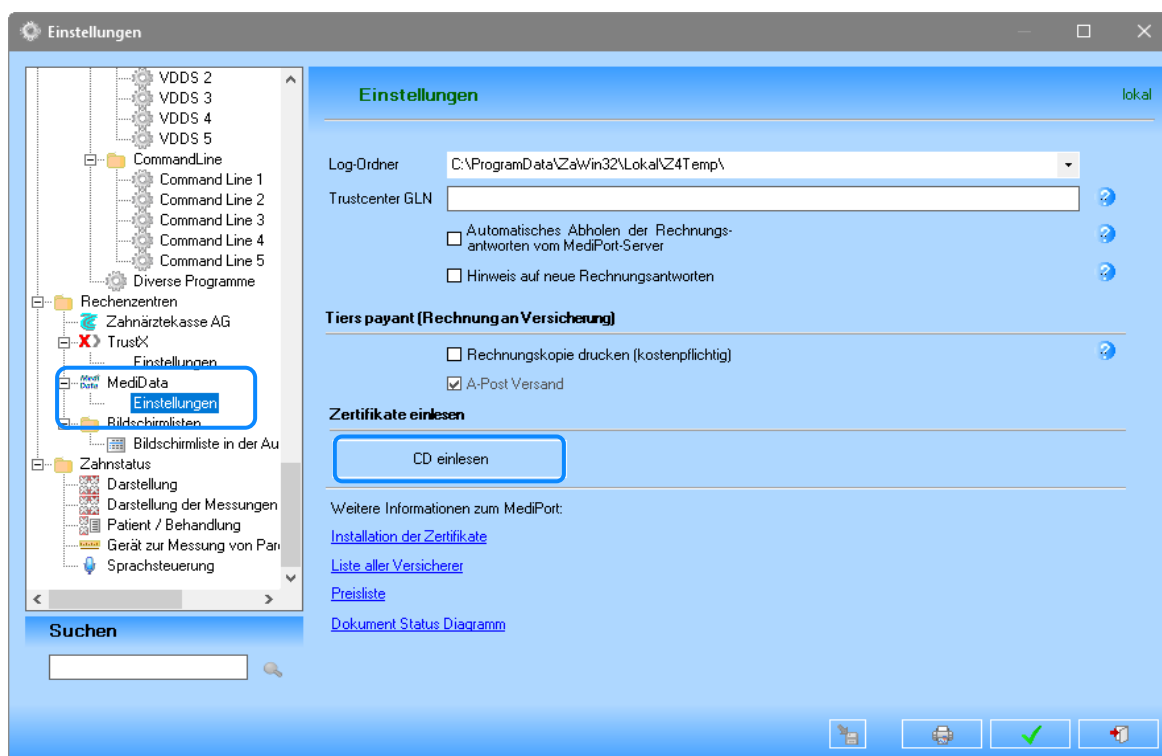 Einstellungen
VDDS 2
VDDS 3
VDDS 4
VDDS 5
CommandLine
Command Line 1
Command Line 2
Command Line 3
Command Line 4
Command Line 5
Diverse Programme
Rechenzentren
Zahnärztekasse AG
TrustX
Einstellungen
Medi
Data
MediData
Einstellungen
Bildschirmlisten
Bildschirmliste in der Au
Zahnstatus
Darstellung
Darstellung der Messungen
Patient / Behandlung
Gerät zur Messung von Par
Sprachsteuerung
Suchen
Einstellungen
lokal
Log-Ordner
C:\ProgramData\ZaWin32\Lokal\Z4Temp\
Trustcenter GLN
Automatisches Abholen der Rechnungs-
antworten vom MediPort-Server
Hinweis auf neue Rechnungsantworten
Tiers payant (Rechnung an Versicherung)
Rechnungskopie drucken (kostenpflichtig)
A-Post Versand
Zertifikate einlesen
CD einlesen
Weitere Informationen zum MediPort:
Installation der Zertifikate
Liste aller Versicherer
Preisliste
Dokument Status Diagramm